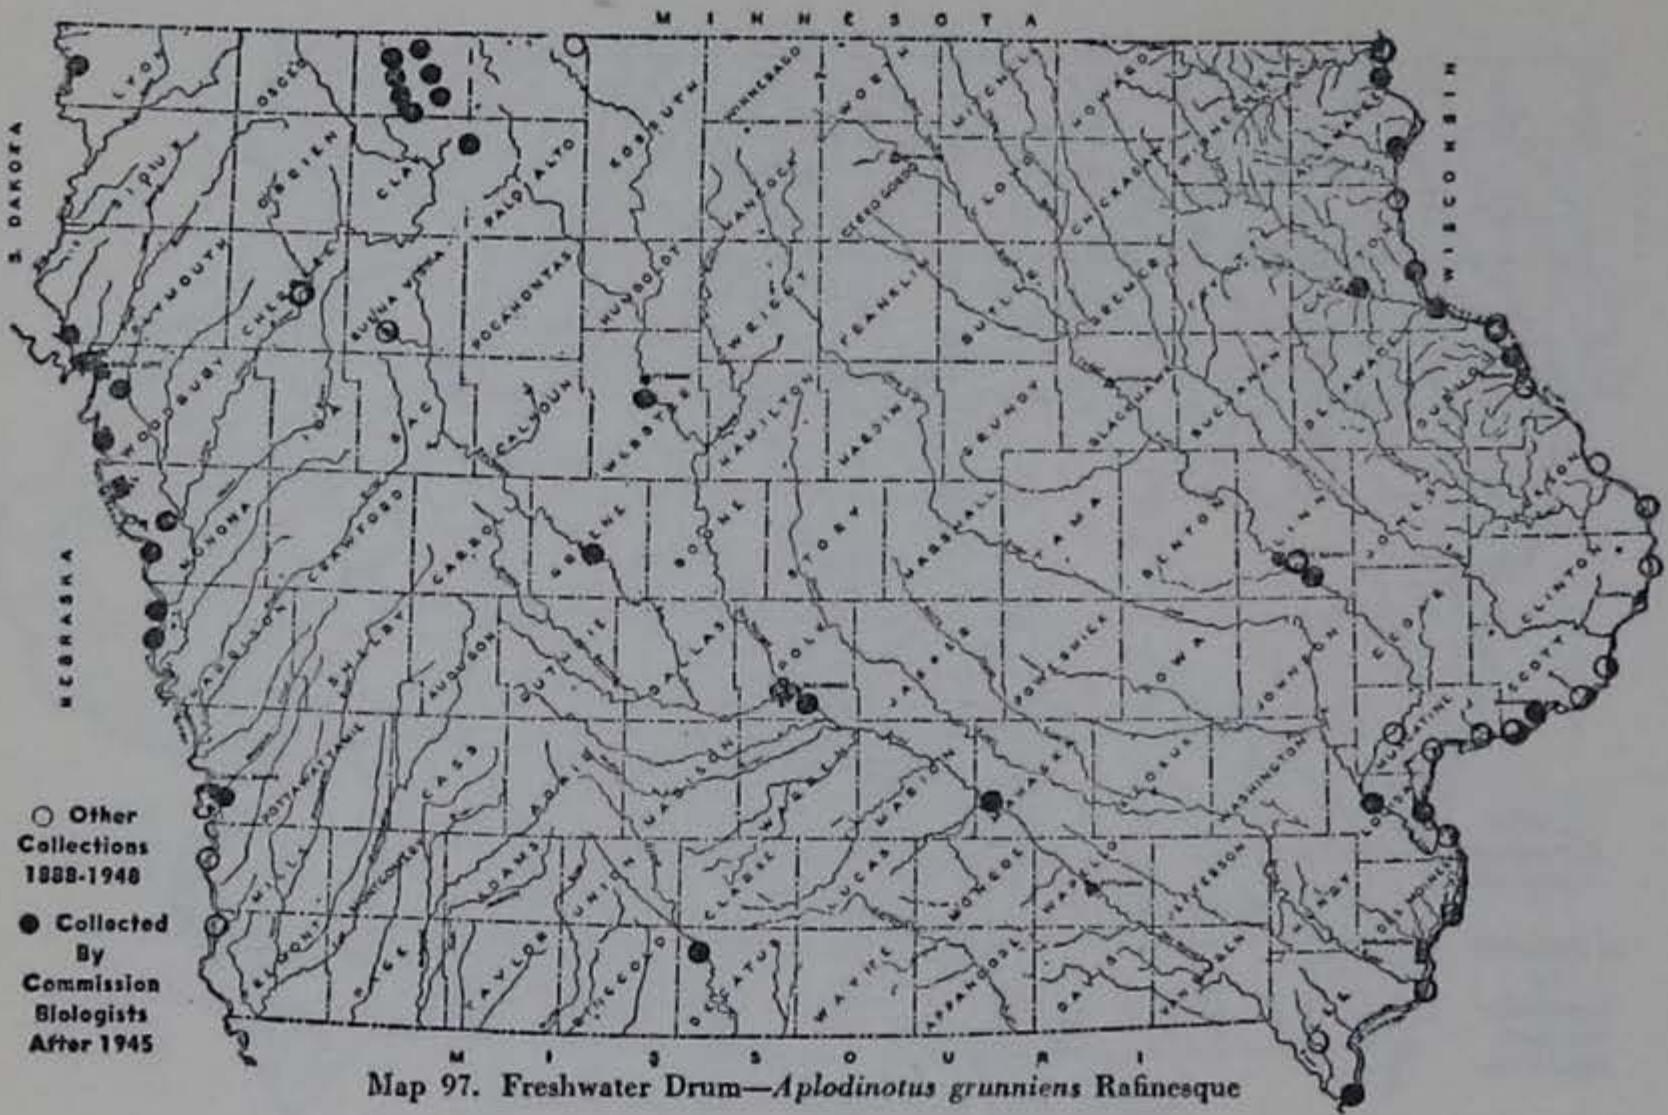 MINNESOTA
S. DAKOTA
WISCONSIN
NEBRASKA
LYON
OSCEOLA
KOSSUTH
WINNEBAGO
WORTH
MITCHELL
HOWARD
WINNESHIEK
ALLAMAKEE
SIOUX
OBRIEN
CLAY
PALO ALTO
HANCOCK
CERRO GORDO
FLOYD
CHICKASAW
PLYMOUTH
CHEROKEE
BUENA VISTA
POCAHONTAS
HUMBOLDT
WRIGHT
FRANKLIN
BUTLER
BREMER
WOODBURY
IDA
SAC
CALHOUN
WEBSTER
HAMILTON
HARDIN
GRUNDY
BLACKHAWK
BUCHANAN
DELAWARE
DUBUQUE
MONONA
CRAWFORD
CARROLL
GREENE
BOONE
STORY
MARSHALL
TAMA
BENTON
LINN
JONES
JACKSON
CLINTON
HARRISON
SHELBY
AUDUBON
GUTHRIE
DALLAS
POLK
JASPER
POWESHIEK
IOWA
JOHNSON
CEDAR
SCOTT
POTTAWATTAMIE
CASS
ADAIR
MADISON
WARREN
MARION
MAHASKA
KEOKUK
WASHINGTON
MUSCATINE
LOUISA
MILLS
MONTGOMERY
ADAMS
UNION
CLARKE
LUCAS
MONROE
WAPELLO
JEFFERSON
HENRY
DES MOINES
FREMONT
PAGE
TAYLOR
RINGGOLD
DECATUR
WAYNE
APPANOOSE
DAVIS
VAN BUREN
LEE
Other
Collections
1888-1948
Collected
By
Commission
Biologists
After 1945
MISSOURI
Map 97. Freshwater Drum—Aplodinotus grunniens Rafinesque